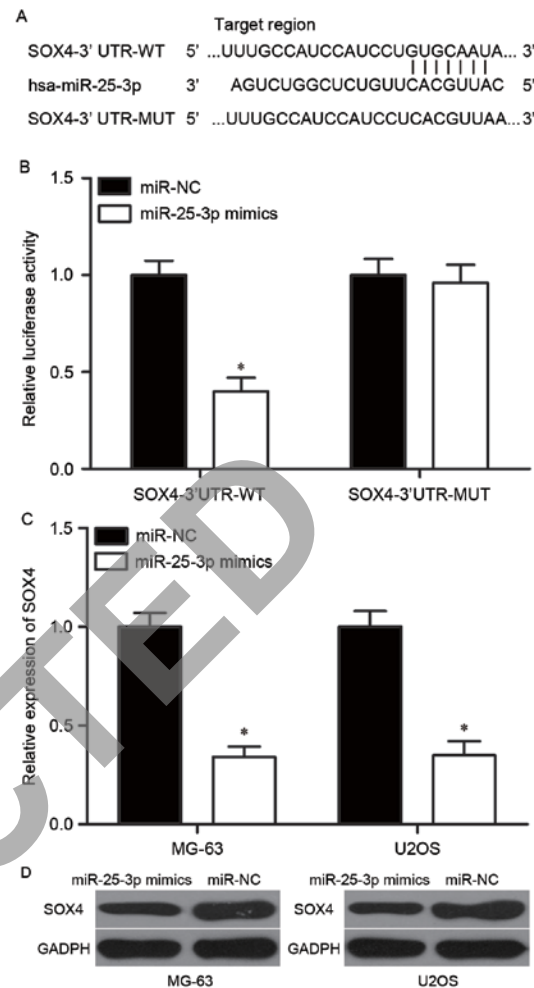 A
Target region
SOX4-3' UTR-WT 5' ...UUUGCCAUCCAUCCUGUGCAAUA... 3'
hsa-miR-25-3p 3' AGUCUGGCUCUGUUCACGUUAC 5'
SOX4-3' UTR-MUT 5' ...UUUGCCAUCCAUCCUCACGUUAA... 3'
B
Relative luciferase activity
1.5
1.0
0.5
0.0
miR-NC
miR-25-3p mimics
*
SOX4-3'UTR-WT SOX4-3'UTR-MUT
C
Relative expression of SOX4
1.5
1.0
0.5
0.0
miR-NC
miR-25-3p mimics
* *
MG-63 U2OS
D
miR-25-3p mimics miR-NC miR-25-3p mimics miR-NC
SOX4 SOX4
GADPH GADPH
MG-63 U2OS
CTED